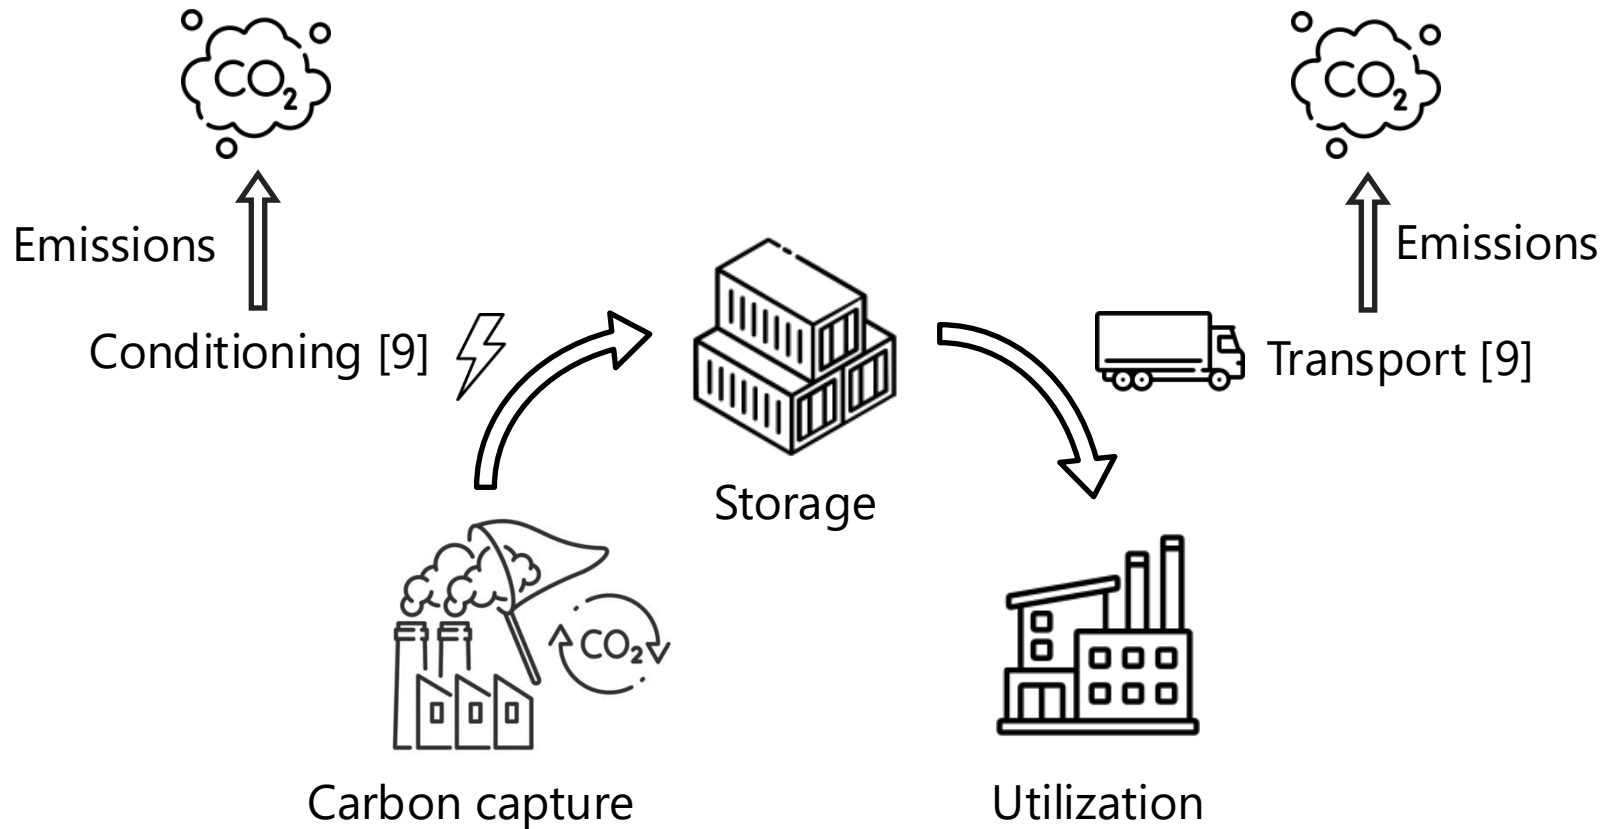 CO₂
CO₂
Emissions
Emissions
Conditioning [9]
Transport [9]
Storage
CO₂
Carbon capture
Utilization